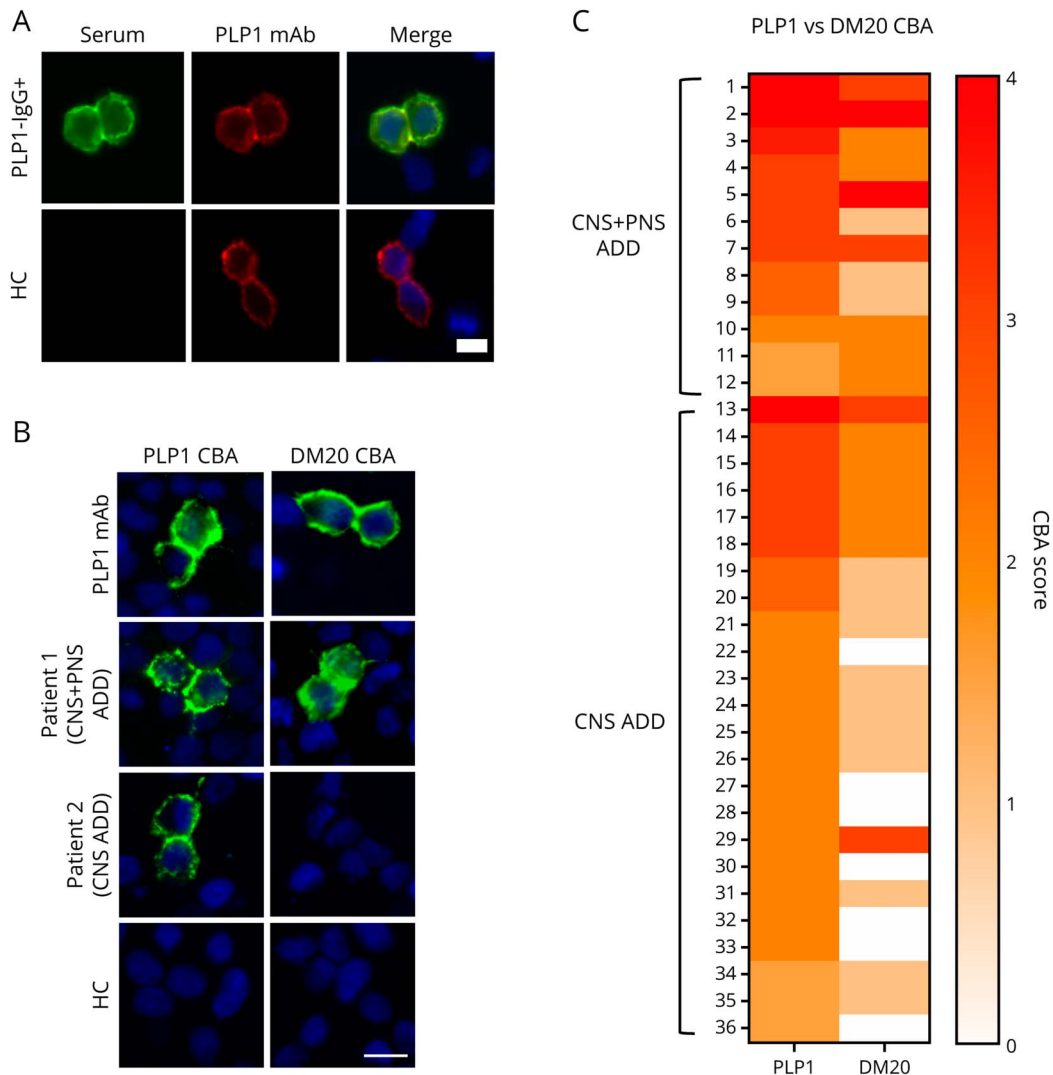 A
Serum
PLP1 mAb
Merge
PLP1-IgG+
HC
B
PLP1 CBA
DM20 CBA
PLP1 mAb
Patient 1
(CNS+PNS
ADD)
Patient 2
(CNS ADD)
HC
C
PLP1 vs DM20 CBA
CNS+PNS
ADD
CNS ADD
1
2
3
4
5
6
7
8
9
10
11
12
13
14
15
16
17
18
19
20
21
22
23
24
25
26
27
28
29
30
31
32
33
34
35
36
PLP1
DM20
4
3
2
1
0
CBA score